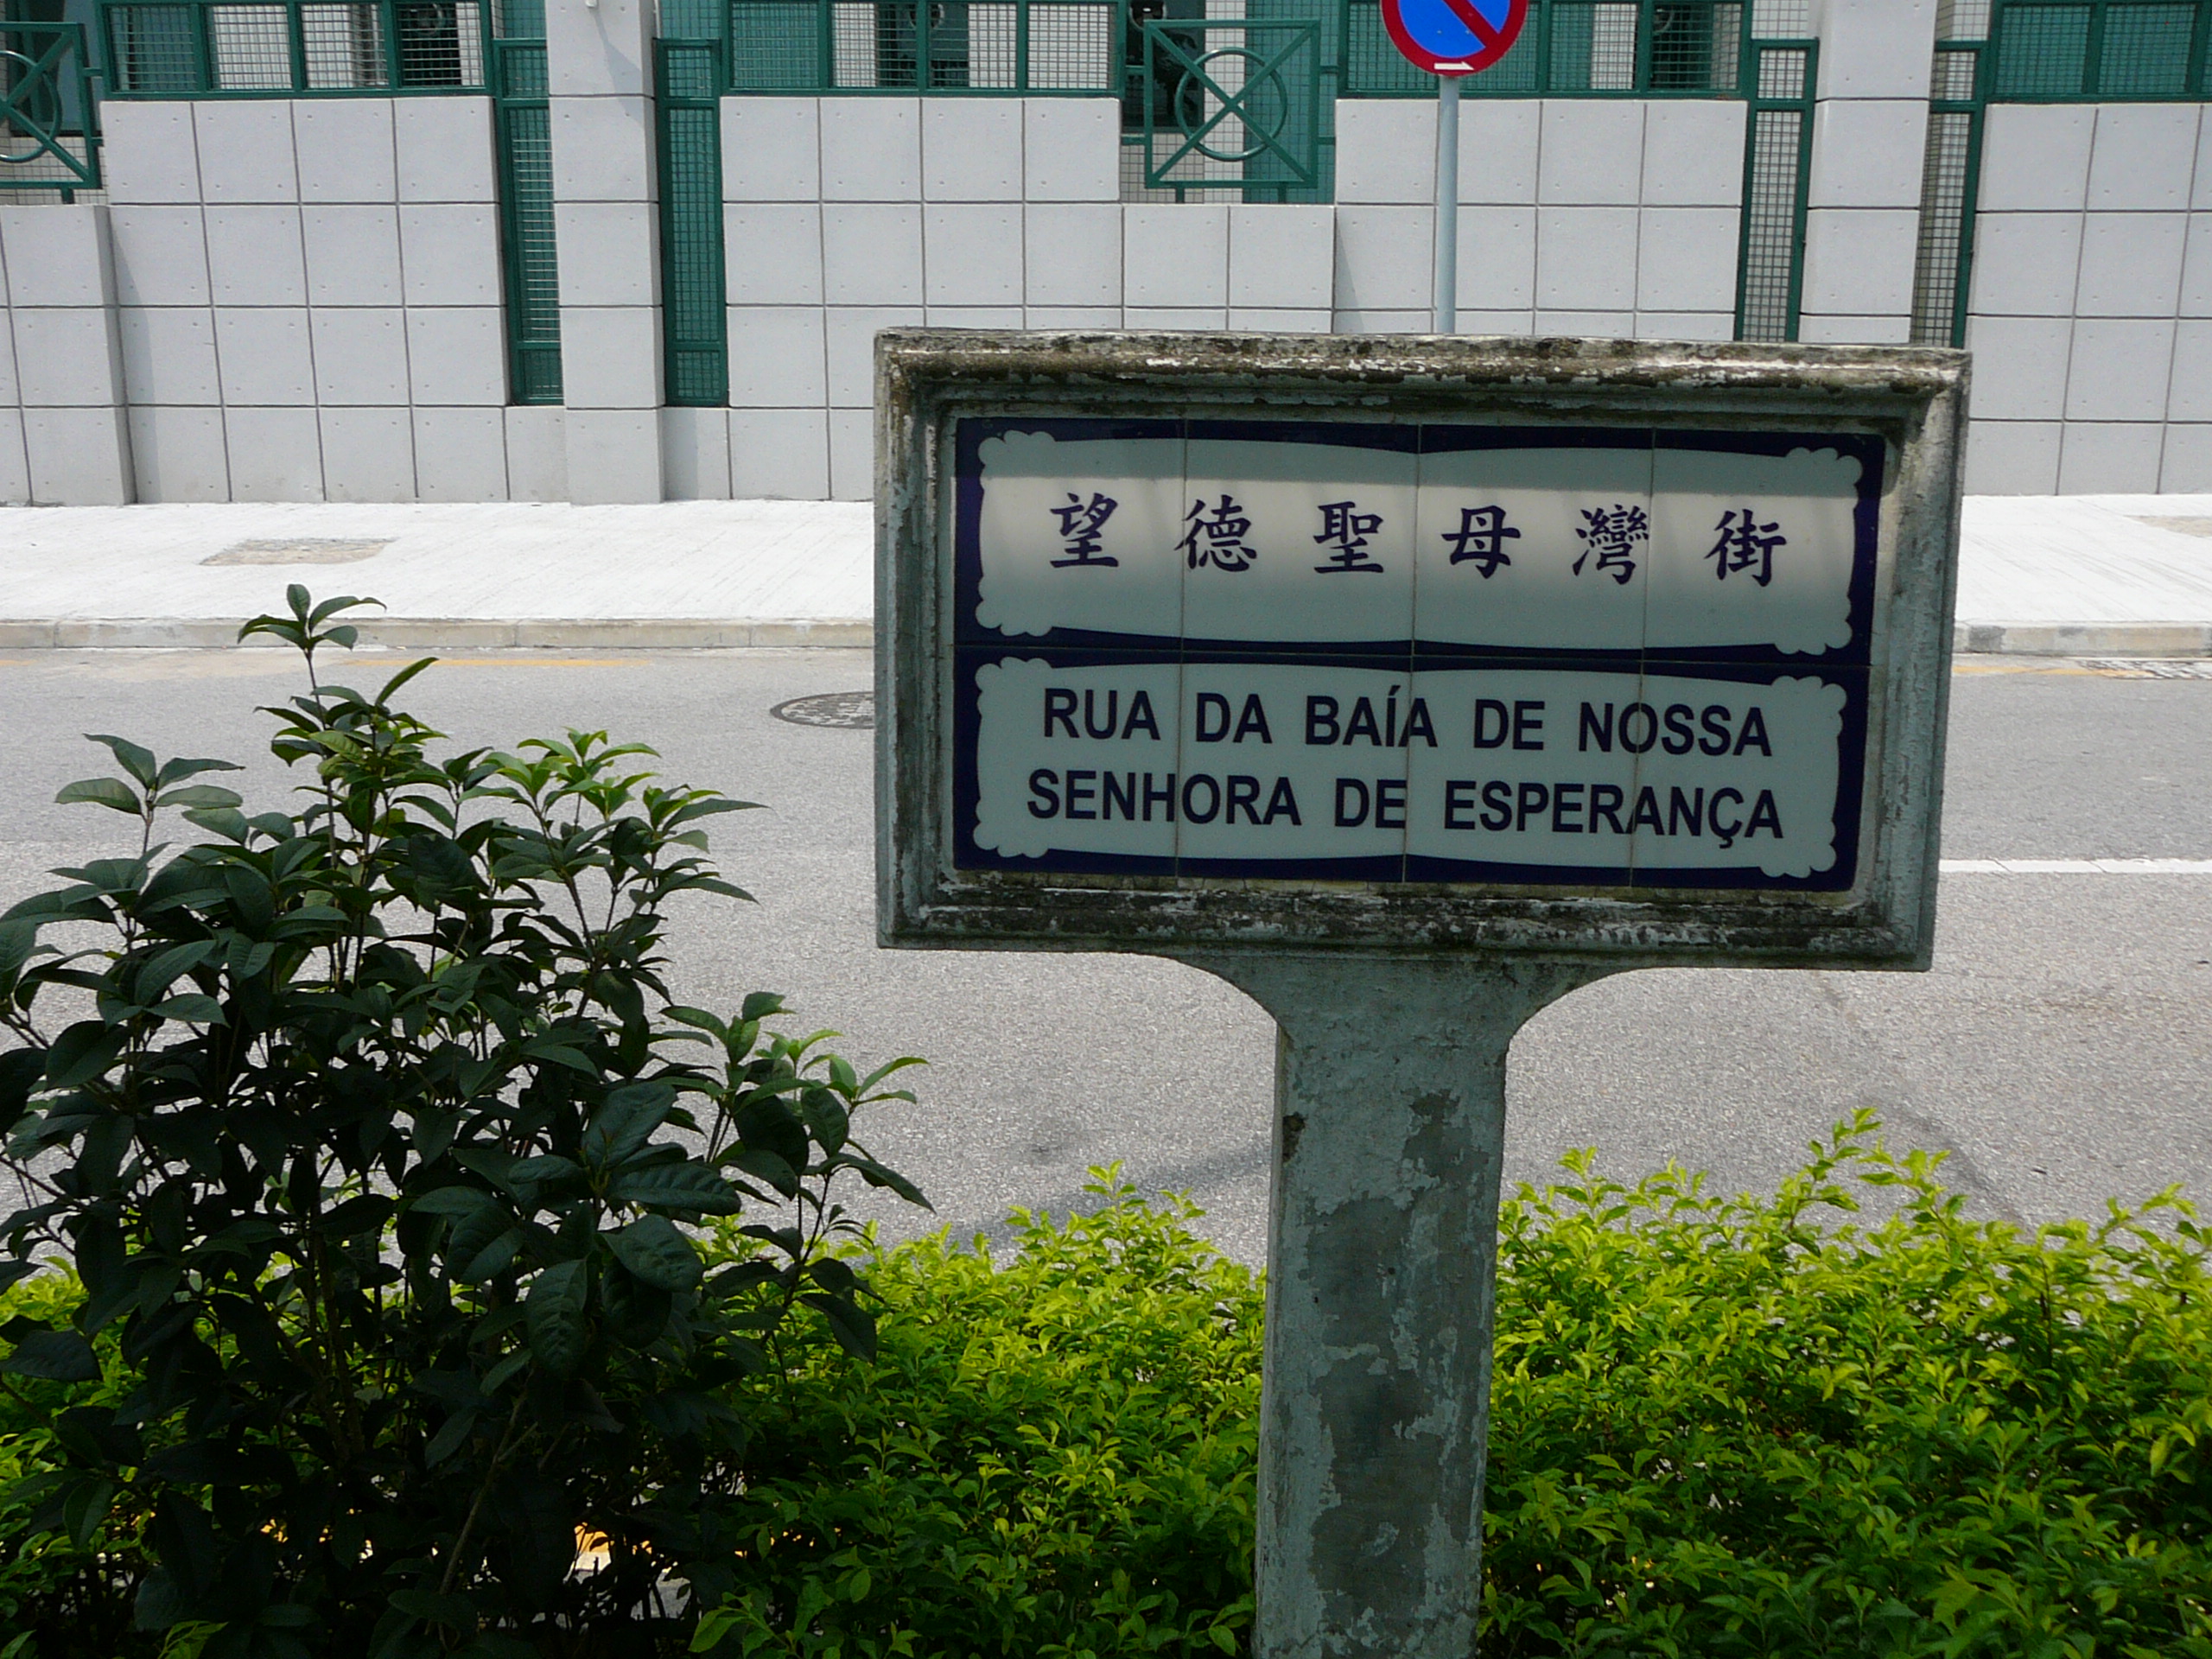 望德聖母灣街
RUA DA BAÍA DE NOSSA
SENHORA DE ESPERANÇA